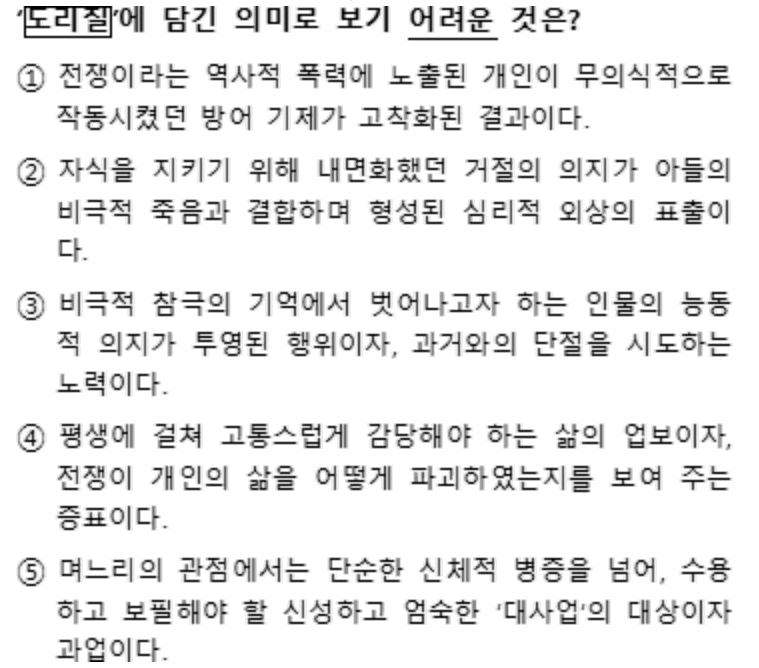 '도리질'에 담긴 의미로 보기 어려운 것은?
① 전쟁이라는 역사적 폭력에 노출된 개인이 무의식적으로
작동시켰던 방어 기제가 고착화된 결과이다.
② 자식을 지키기 위해 내면화했던 거절의 의지가 아들의
비극적 죽음과 결합하며 형성된 심리적 외상의 표출이
다.
③ 비극적 참극의 기억에서 벗어나고자 하는 인물의 능동
적 의지가 투영된 행위이자, 과거와의 단절을 시도하는
노력이다.
④ 평생에 걸쳐 고통스럽게 감당해야 하는 삶의 업보이자,
전쟁이 개인의 삶을 어떻게 파괴하였는지를 보여 주는
증표이다.
⑤ 며느리의 관점에서는 단순한 신체적 병증을 넘어, 수용
하고 보필해야 할 신성하고 엄숙한 '대사업'의 대상이자
과업이다.